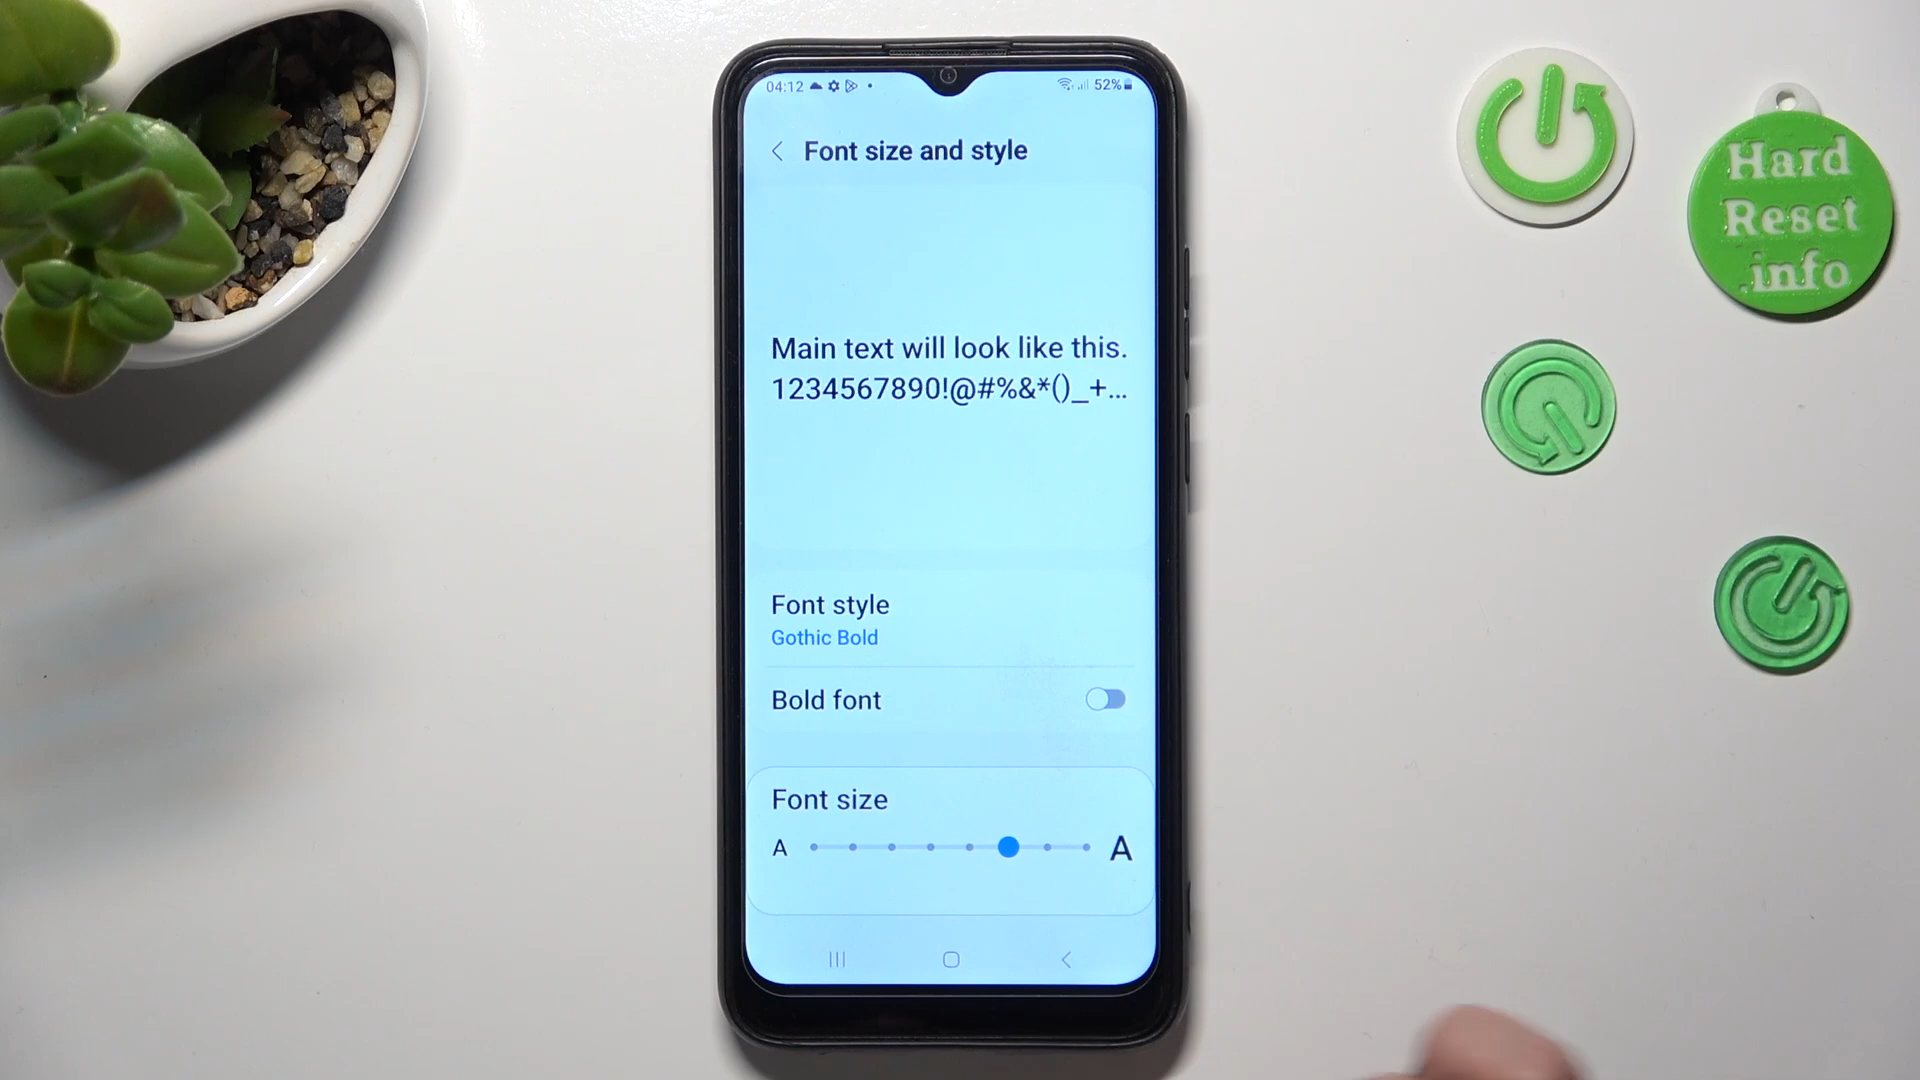 04:12
52%
Font size and style
Main text will look like this.
1234567890!@#%&*()_+...
Font style
Gothic Bold
Bold font
Font size
A A
Hard
Reset
.info